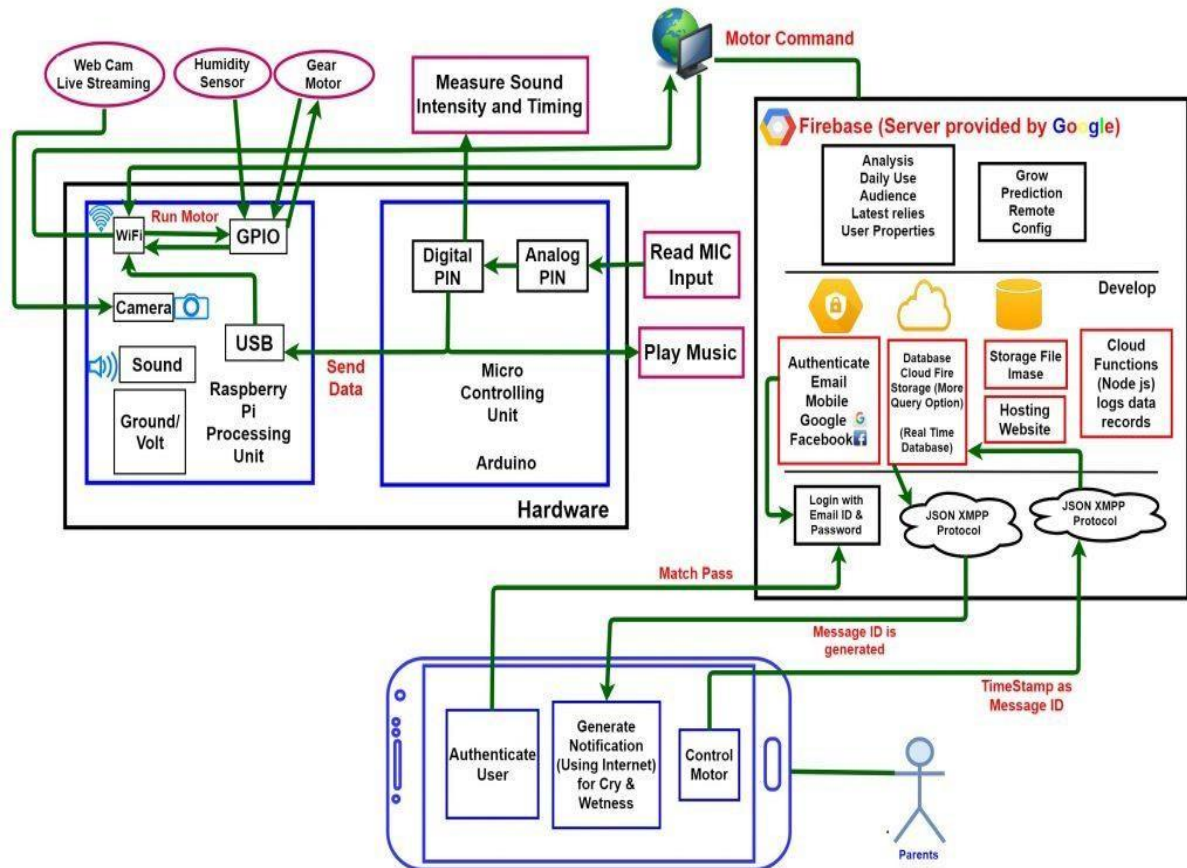 Web Cam
Live Streaming
Humidity
Sensor
Gear
Motor
Measure Sound
Intensity and Timing
Motor Command
Firebase (Server provided by Google)
Analysis
Daily Use
Audience
Latest relies
User Properties
Grow
Prediction
Remote
Config
Develop
WiFi
Run Motor
GPIO
Camera
USB
Sound
Ground/
Volt
Raspberry
Pi
Processing
Unit
Send
Data
Digital
PIN
Analog
PIN
Read MIC
Input
Play Music
Micro
Controlling
Unit
Arduino
Hardware
Authenticate
Email
Mobile
Google
Facebook
Database
Cloud Fire
Storage (More
Query Option)
(Real Time
Database)
Storage File
Imase
Hosting
Website
Cloud
Functions
(Node js)
logs data
records
Login with
Email ID &
Password
JSON XMPP
Protocol
JSON XMPP
Protocol
Match Pass
Message ID is
generated
TimeStamp as
Message ID
Authenticate
User
Generate
Notification
(Using Internet)
for Cry &
Wetness
Control
Motor
Parents